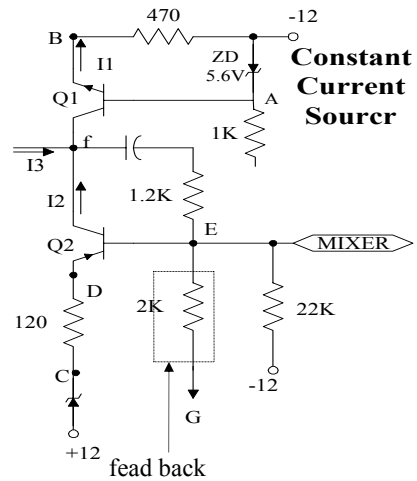 470
-12
B
I1
ZD
5.6V
Constant
Current
Sourcr
Q1
A
1K
f
I3
1.2K
I2
E
Q2
MIXER
D
2K
22K
120
C
-12
G
+12
fead back